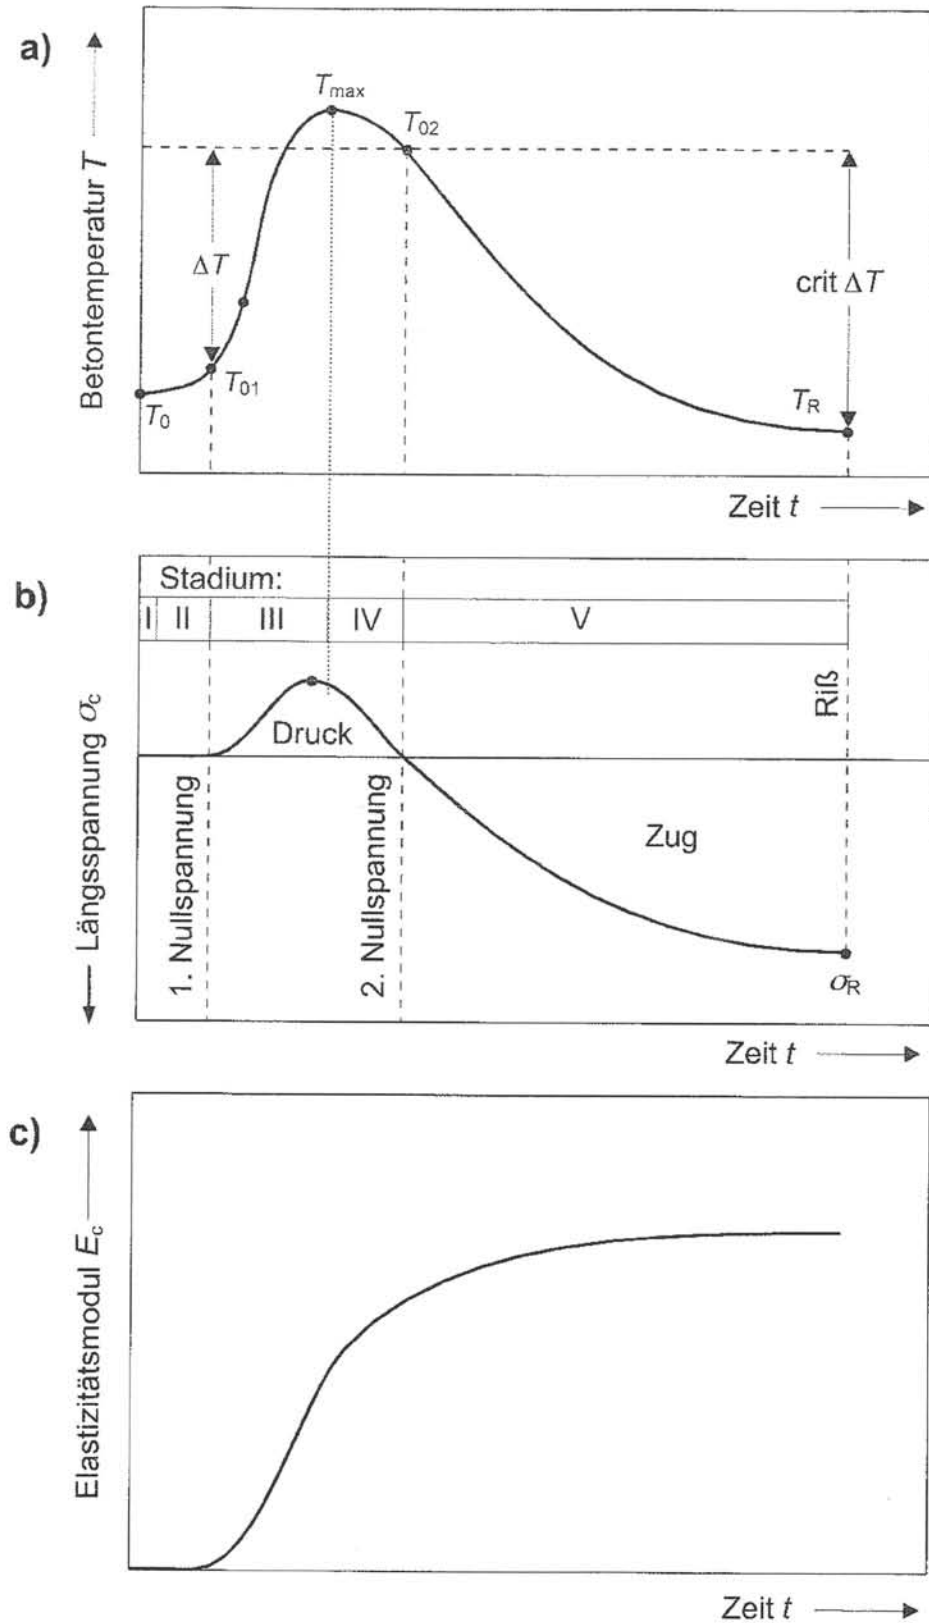 a)
Betontemperatur T
T_max
T_02
ΔT
crit ΔT
T_0
T_01
T_R
Zeit t
b)
Längsspannung σ_c
Stadium:
I II III IV V
Riß
Druck
1. Nullspannung
2. Nullspannung
Zug
σ_R
Zeit t
c)
Elastizitätsmodul E_c
Zeit t